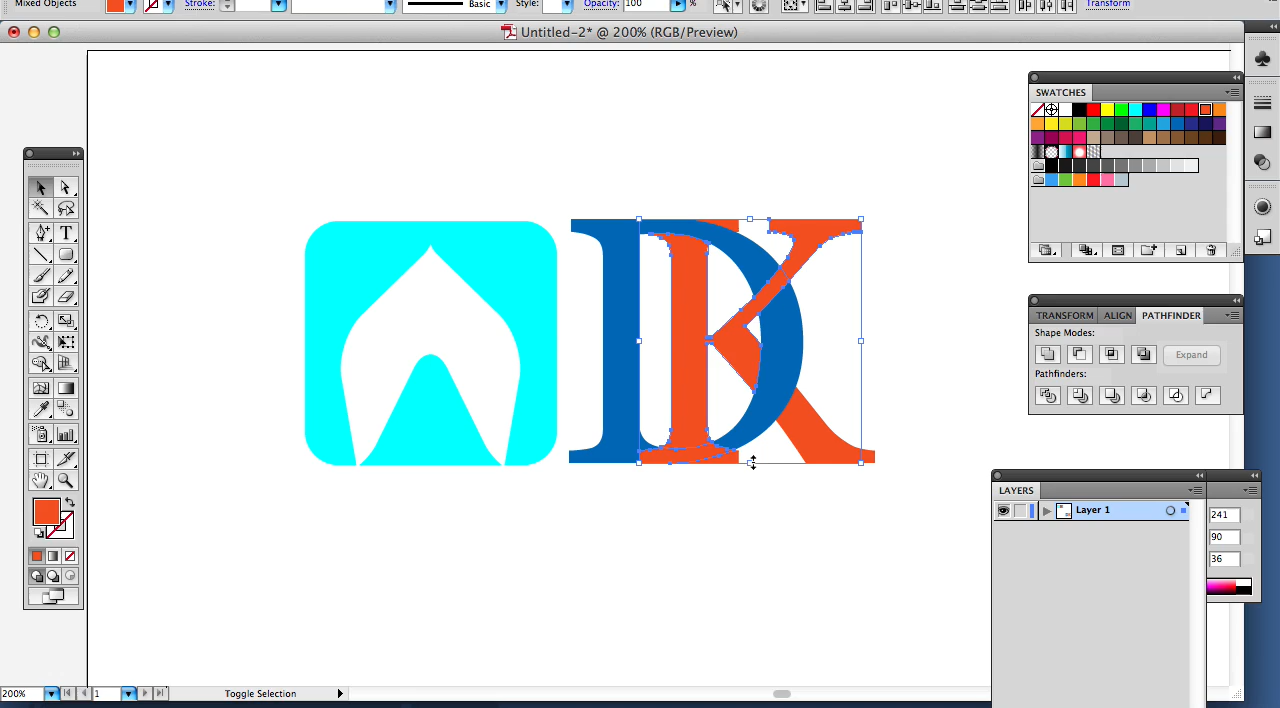 Mixed Objects Stroke: Basic Style: Opacity: 100 % Transform
Untitled-2* @ 200% (RGB/Preview)
SWATCHES
T
DK
TRANSFORM ALIGN PATHFINDER
Shape Modes:
Expand
Pathfinders:
LAYERS
Layer 1
241
90
36
200% 1 Toggle Selection